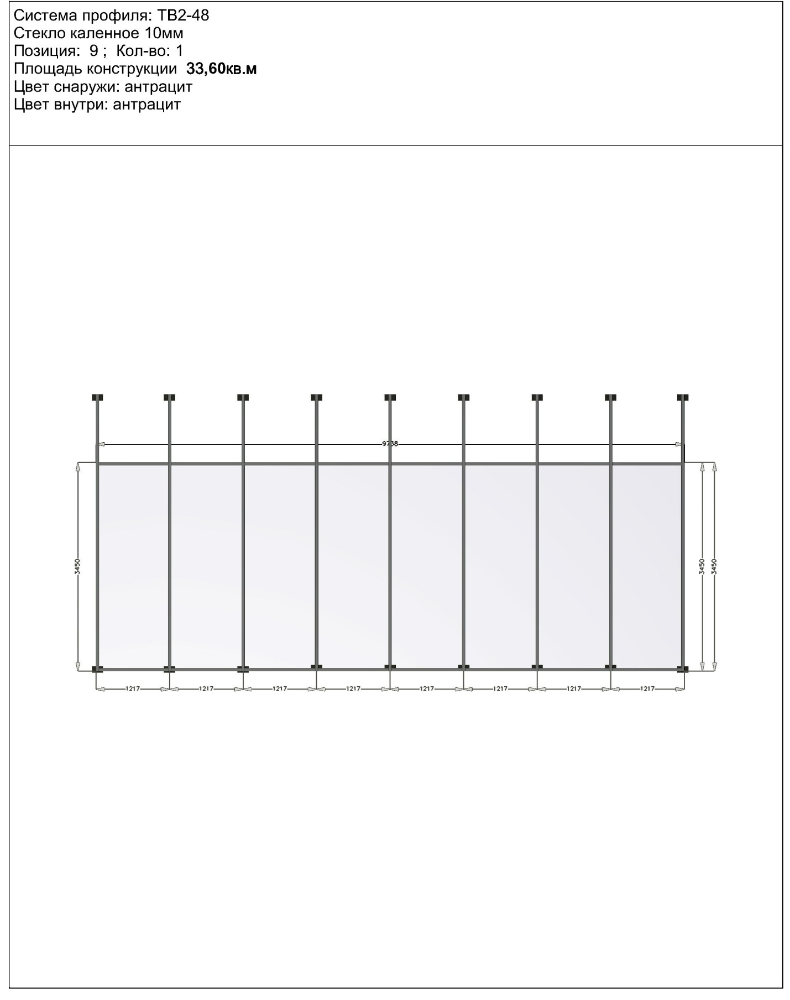 Система профиля: ТВ2-48
Стекло каленное 10мм
Позиция: 9 ; Кол-во: 1
Площадь конструкции 33,60кв.м
Цвет снаружи: антрацит
Цвет внутри: антрацит
9738
3450
3450
3450
1217
1217
1217
1217
1217
1217
1217
1217